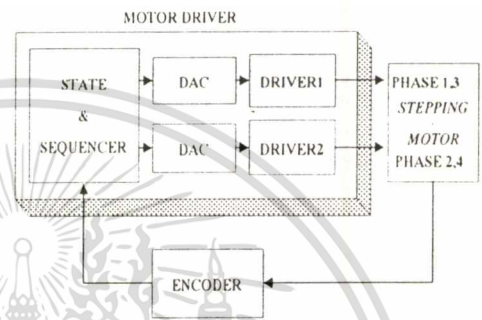 MOTOR DRIVER
STATE
&
SEQUENCER
DAC
DRIVER1
DAC
DRIVER2
PHASE 1,3
STEPPING
MOTOR
PHASE 2,4
ENCODER